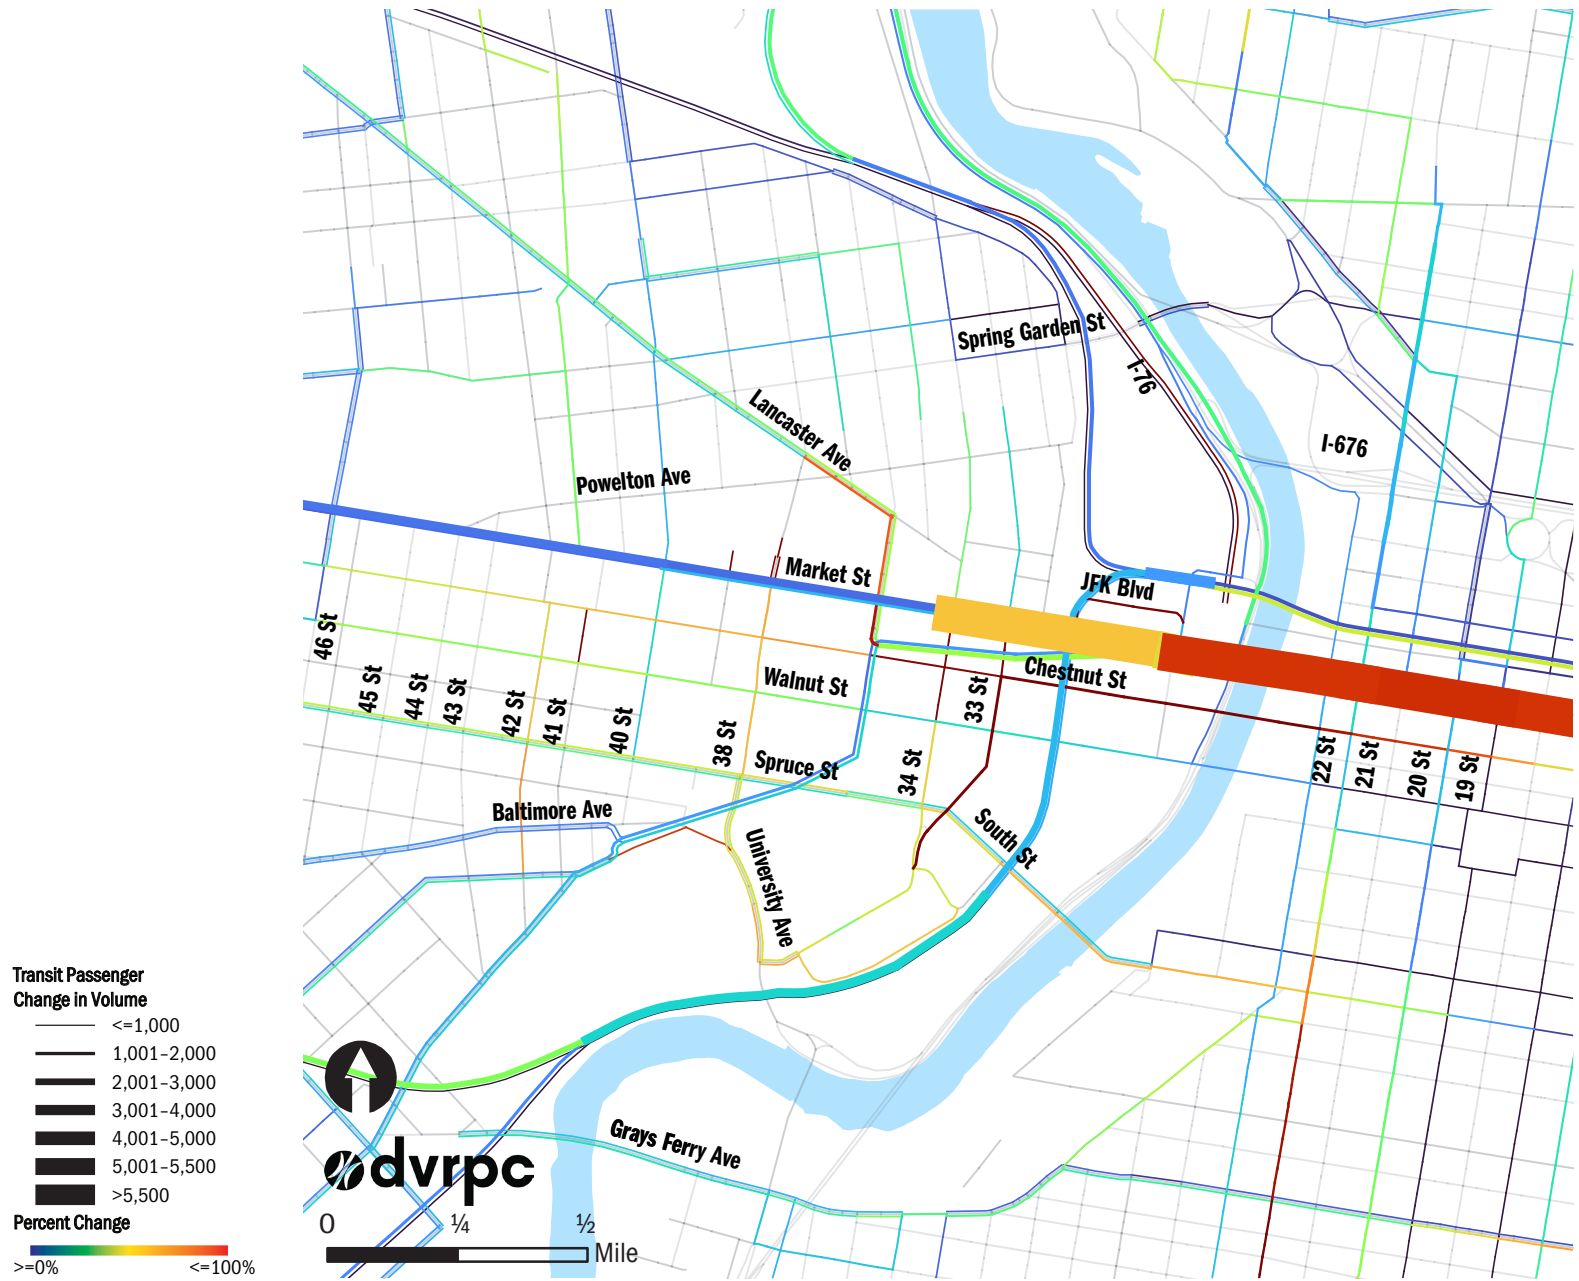 Spring Garden St
I-76
I-676
Lancaster Ave
Powelton Ave
Market St
JFK Blvd
46 St
45 St
44 St
43 St
42 St
41 St
40 St
38 St
Walnut St
33 St
Chestnut St
34 St
Spruce St
22 St
21 St
20 St
19 St
Baltimore Ave
University Ave
South St
Grays Ferry Ave
Transit Passenger
Change in Volume
<=1,000
1,001-2,000
2,001-3,000
3,001-4,000
4,001-5,000
5,001-5,500
>5,500
Percent Change
>=0%
<=100%
dvrpc
0
¼
½
Mile